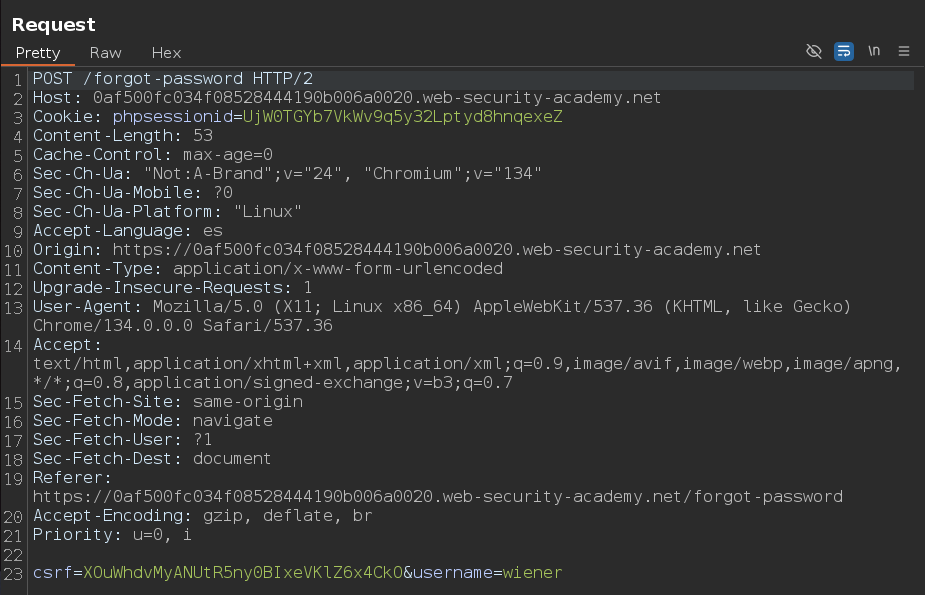 Request
Pretty Raw Hex
\n
1 POST /forgot-password HTTP/2
2 Host: 0af500fc034f08528444190b006a0020.web-security-academy.net
3 Cookie: phpsessionid=UjW0TGYb7VkWv9q5y32Lptyd8hnqexeZ
4 Content-Length: 53
5 Cache-Control: max-age=0
6 Sec-Ch-Ua: "Not:A-Brand";v="24", "Chromium";v="134"
7 Sec-Ch-Ua-Mobile: ?0
8 Sec-Ch-Ua-Platform: "Linux"
9 Accept-Language: es
10 Origin: https://0af500fc034f08528444190b006a0020.web-security-academy.net
11 Content-Type: application/x-www-form-urlencoded
12 Upgrade-Insecure-Requests: 1
13 User-Agent: Mozilla/5.0 (X11; Linux x86_64) AppleWebKit/537.36 (KHTML, like Gecko)
Chrome/134.0.0.0 Safari/537.36
14 Accept:
text/html,application/xhtml+xml,application/xml;q=0.9,image/avif,image/webp,image/apng,
*/*;q=0.8,application/signed-exchange;v=b3;q=0.7
15 Sec-Fetch-Site: same-origin
16 Sec-Fetch-Mode: navigate
17 Sec-Fetch-User: ?1
18 Sec-Fetch-Dest: document
19 Referer:
https://0af500fc034f08528444190b006a0020.web-security-academy.net/forgot-password
20 Accept-Encoding: gzip, deflate, br
21 Priority: u=0, i
22
23 csrf=XOuWhdvMyANUtR5ny0BIxeVKlZ6x4CkO&username=wiener